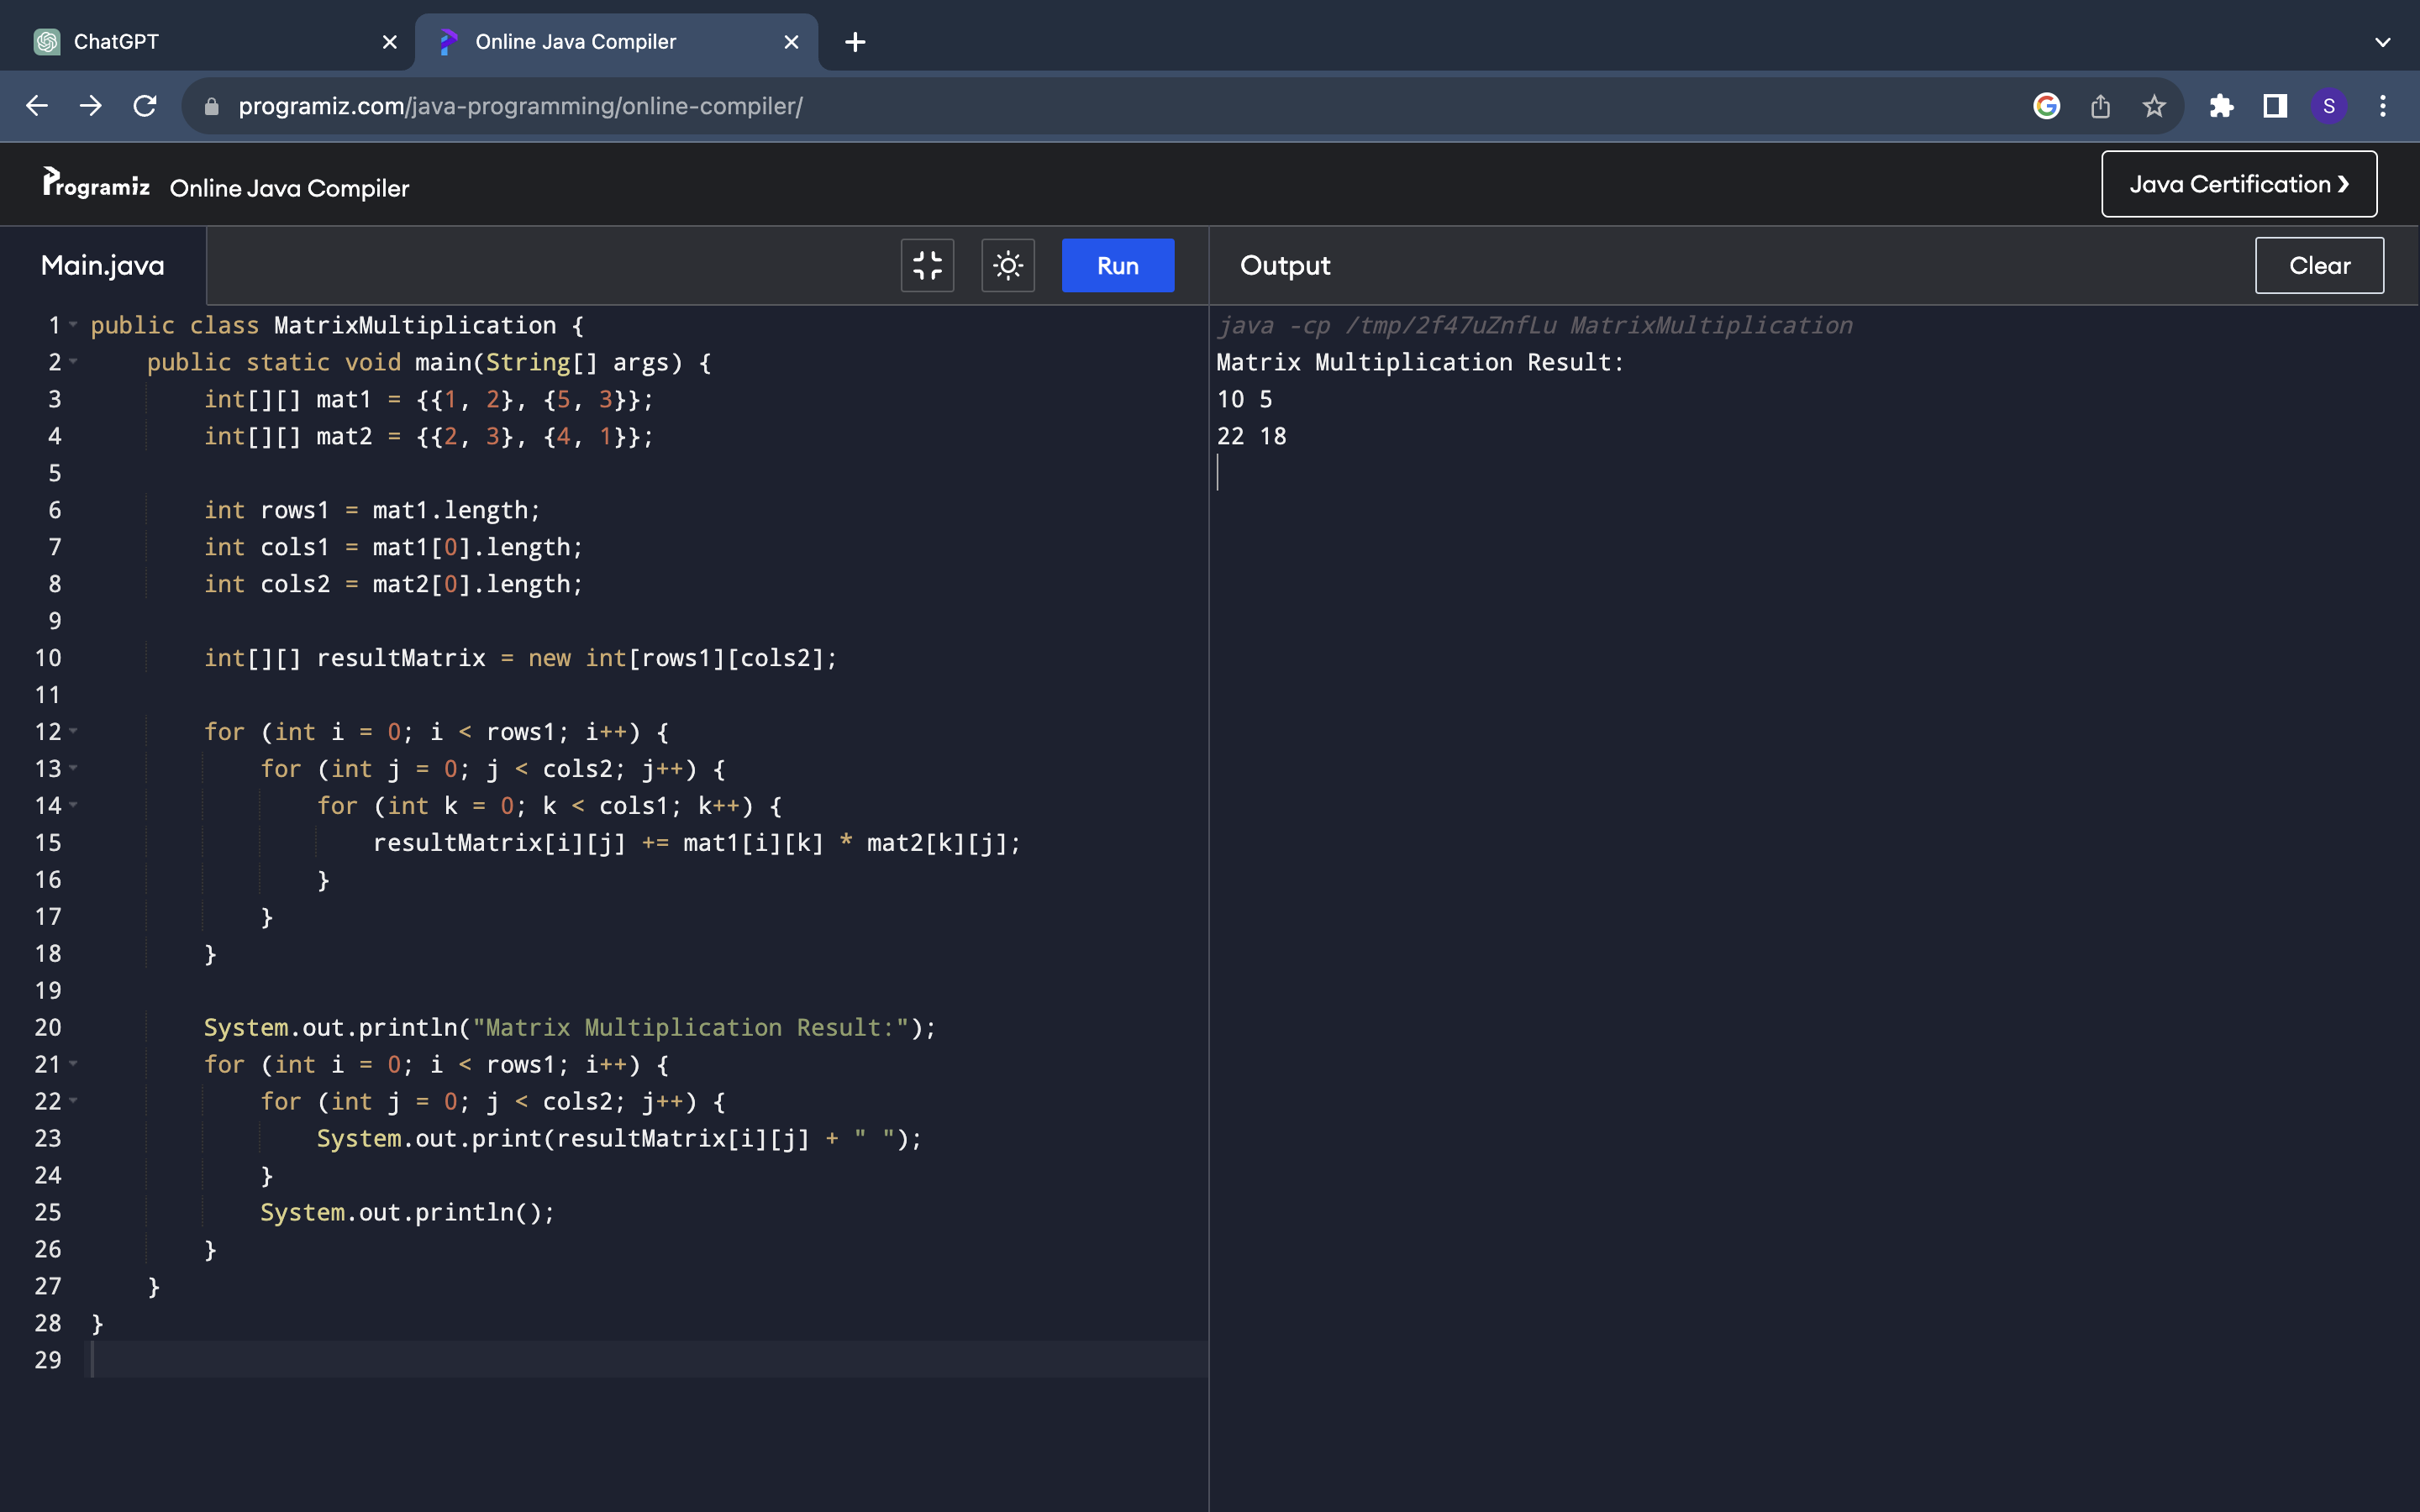 ChatGPT
Online Java Compiler
programiz.com/java-programming/online-compiler/
S
Programiz Online Java Compiler
Java Certification ❯
Main.java
Run
Output
Clear
1 public class MatrixMultiplication {
2     public static void main(String[] args) {
3         int[][] mat1 = {{1, 2}, {5, 3}};
4         int[][] mat2 = {{2, 3}, {4, 1}};
5
6         int rows1 = mat1.length;
7         int cols1 = mat1[0].length;
8         int cols2 = mat2[0].length;
9
10         int[][] resultMatrix = new int[rows1][cols2];
11
12         for (int i = 0; i < rows1; i++) {
13             for (int j = 0; j < cols2; j++) {
14                 for (int k = 0; k < cols1; k++) {
15                     resultMatrix[i][j] += mat1[i][k] * mat2[k][j];
16                 }
17             }
18         }
19
20         System.out.println("Matrix Multiplication Result:");
21         for (int i = 0; i < rows1; i++) {
22             for (int j = 0; j < cols2; j++) {
23                 System.out.print(resultMatrix[i][j] + " ");
24             }
25             System.out.println();
26         }
27     }
28 }
29
java -cp /tmp/2f47uZnfLu MatrixMultiplication
Matrix Multiplication Result:
10 5
22 18